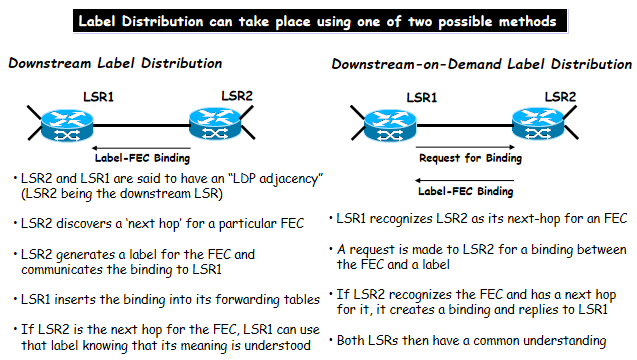 Label Distribution can take place using one of two possible methods
Downstream Label Distribution
LSR1
LSR2
Label-FEC Binding
• LSR2 and LSR1 are said to have an “LDP adjacency”
(LSR2 being the downstream LSR)
• LSR2 discovers a ‘next hop’ for a particular FEC
• LSR2 generates a label for the FEC and
communicates the binding to LSR1
• LSR1 inserts the binding into its forwarding tables
• If LSR2 is the next hop for the FEC, LSR1 can use
that label knowing that its meaning is understood
Downstream-on-Demand Label Distribution
LSR1
LSR2
Request for Binding
Label-FEC Binding
• LSR1 recognizes LSR2 as its next-hop for an FEC
• A request is made to LSR2 for a binding between
the FEC and a label
• If LSR2 recognizes the FEC and has a next hop
for it, it creates a binding and replies to LSR1
• Both LSRs then have a common understanding